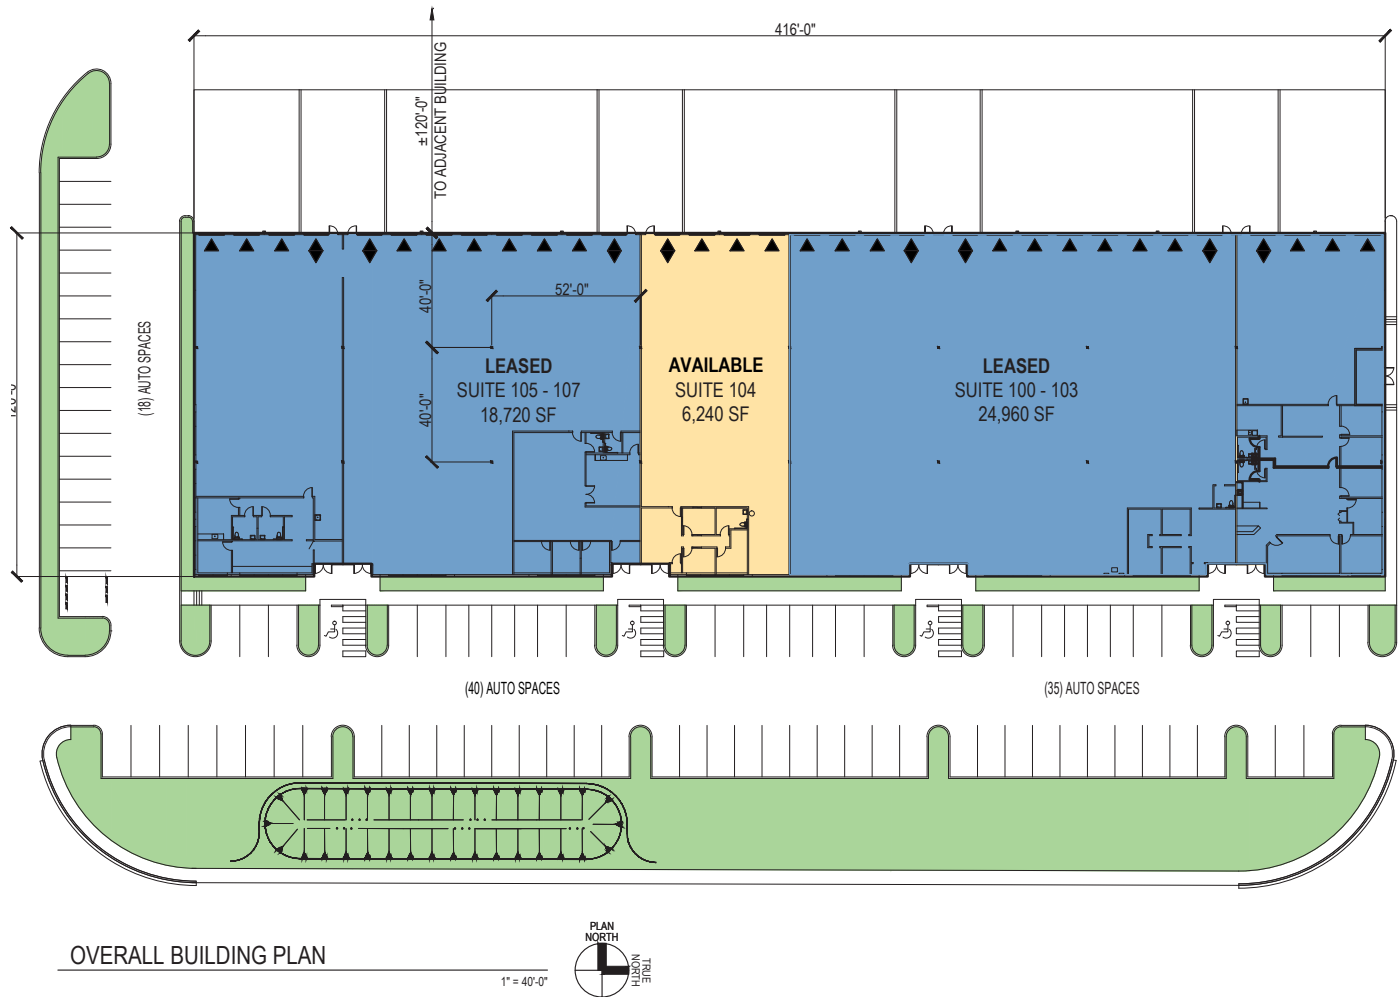 416'-0"
±120'-0"
TO ADJACENT BUILDING
(18) AUTO SPACES
40'-0"
52'-0"
40'-0"
LEASED
SUITE 105 - 107
18,720 SF
AVAILABLE
SUITE 104
6,240 SF
LEASED
SUITE 100 - 103
24,960 SF
(40) AUTO SPACES
(35) AUTO SPACES
OVERALL BUILDING PLAN
1" = 40'-0"
PLAN
NORTH
TRUE
NORTH